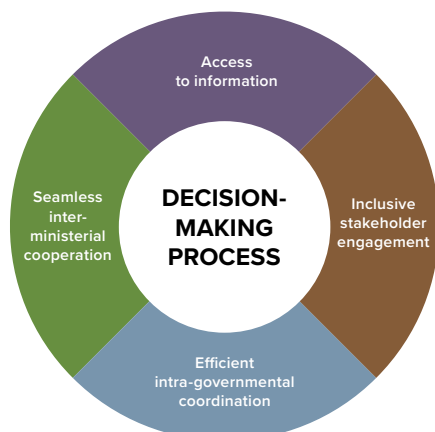 Access
to information
Seamless
inter-
ministerial
cooperation
DECISION-
MAKING
PROCESS
Inclusive
stakeholder
engagement
Efficient
intra-governmental
coordination